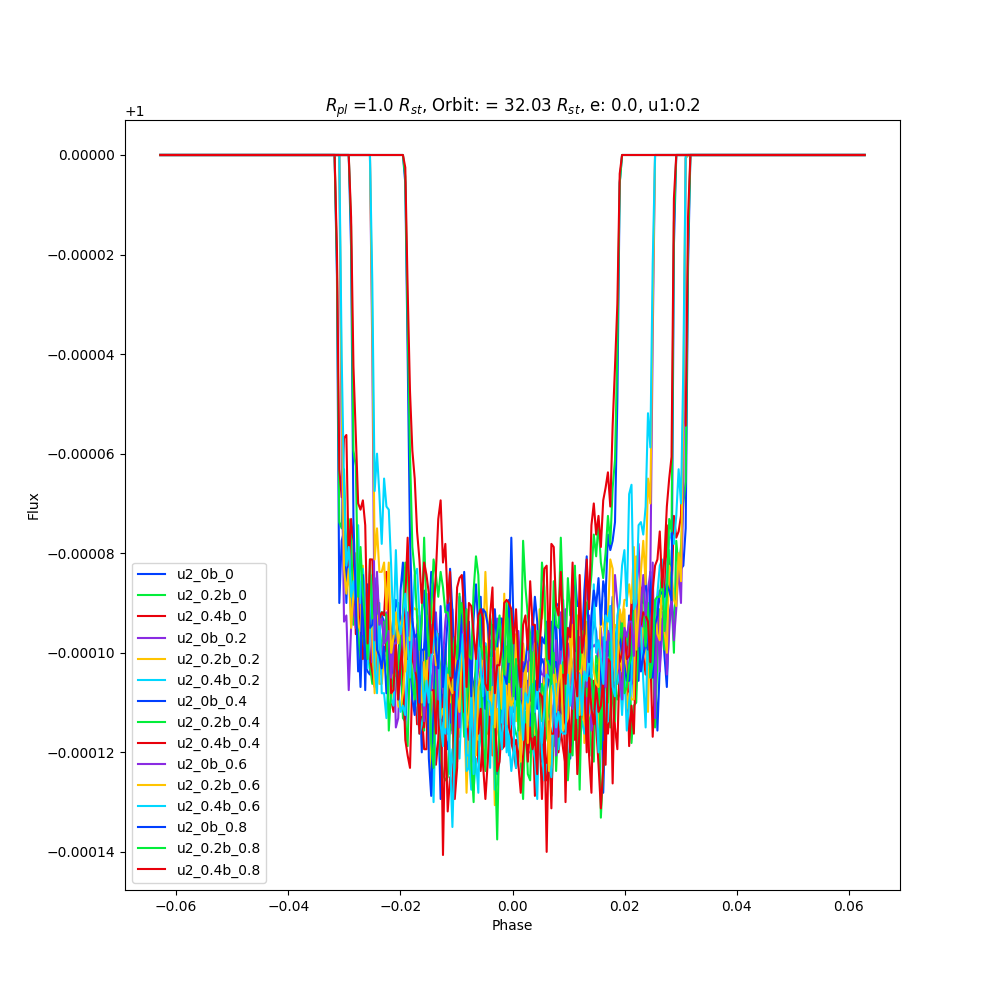 R_pl =1.0 R_st, Orbit: = 32.03 R_st, e: 0.0, u1:0.2
+1
0.00000
−0.00002
−0.00004
−0.00006
−0.00008
−0.00010
−0.00012
−0.00014
Flux
u2_0b_0
u2_0.2b_0
u2_0.4b_0
u2_0b_0.2
u2_0.2b_0.2
u2_0.4b_0.2
u2_0b_0.4
u2_0.2b_0.4
u2_0.4b_0.4
u2_0b_0.6
u2_0.2b_0.6
u2_0.4b_0.6
u2_0b_0.8
u2_0.2b_0.8
u2_0.4b_0.8
−0.06 −0.04 −0.02 0.00 0.02 0.04 0.06
Phase